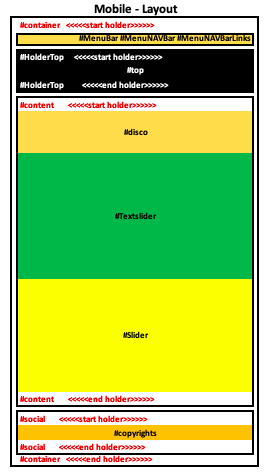 Mobile - Layout
#container <<<<<start holder>>>>>>
#MenuBar #MenuNAVBar #MenuNAVBarLinks
#HolderTop <<<<<start holder>>>>>>
#top
#HolderTop <<<<<end holder>>>>>>
#content <<<<<start holder>>>>>>
#disco
#Textslider
#Slider
#content <<<<<end holder>>>>>>
#social <<<<<start holder>>>>>>
#copyrights
#social <<<<<end holder>>>>>>
#container <<<<<end holder>>>>>>